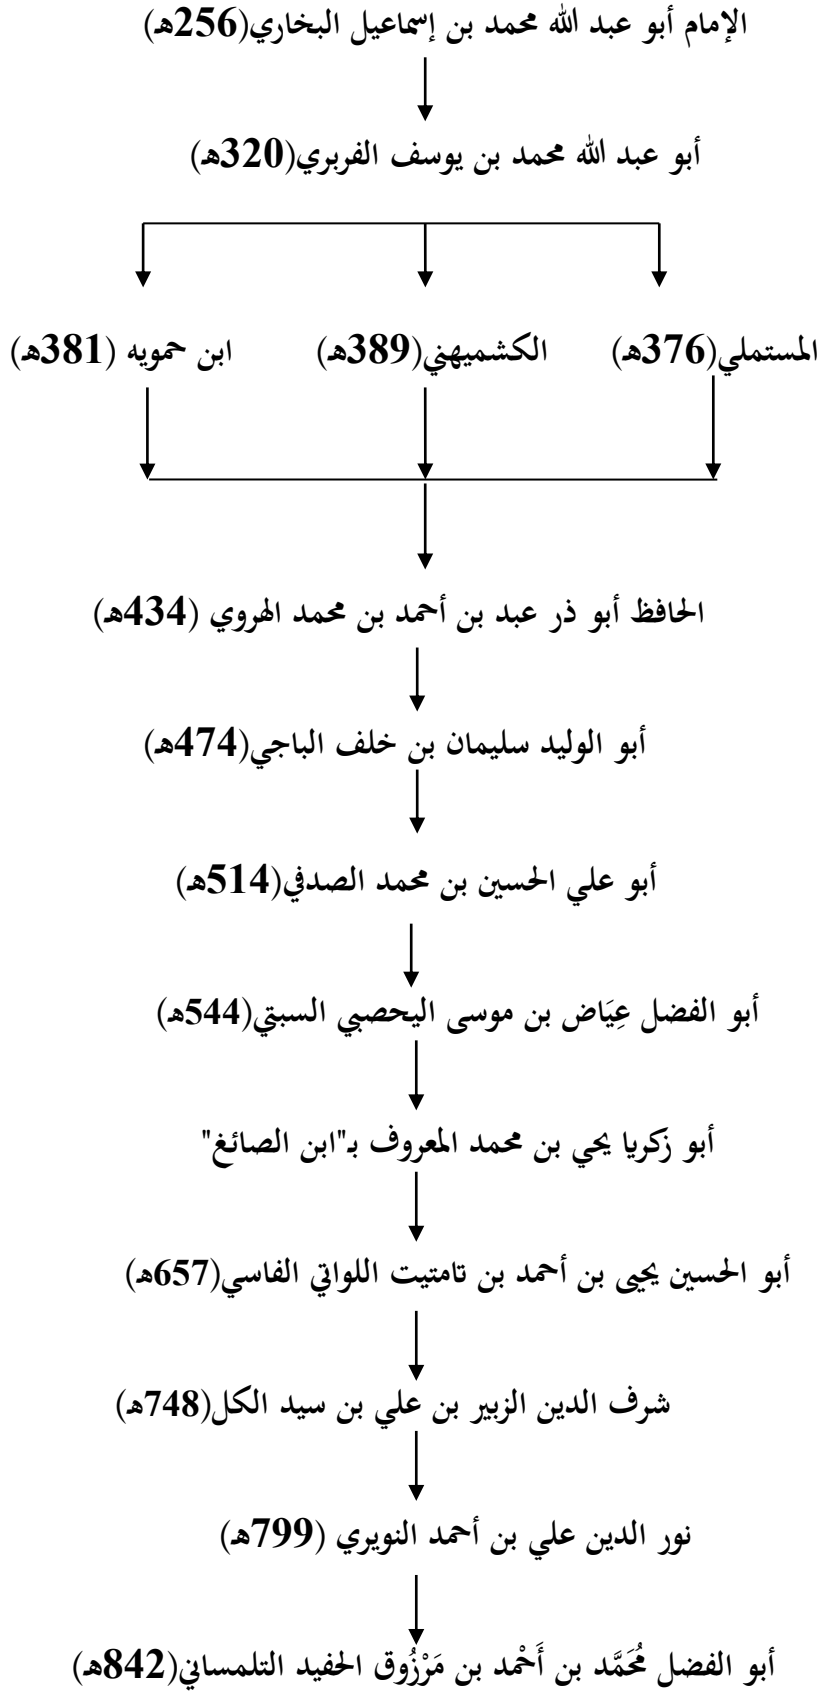 الإمام أبو عبد الله محمد بن إسماعيل البخاري(256هـ)
أبو عبد الله محمد بن يوسف الفربري(320هـ)
المستملي(376هـ) الكشميهني(389هـ) ابن حمويه (381هـ)
الحافظ أبو ذر عبد بن أحمد بن محمد الهروي (434هـ)
أبو الوليد سليمان بن خلف الباجي(474هـ)
أبو علي الحسين بن محمد الصدفي(514هـ)
أبو الفضل عِيَاض بن موسى اليحصبي السبتي(544هـ)
أبو زكريا يحي بن محمد المعروف بـ"ابن الصائغ"
أبو الحسين يحيى بن أحمد بن تامتيت اللواتي الفاسي(657هـ)
شرف الدين الزبير بن علي بن سيد الكل(748هـ)
نور الدين علي بن أحمد النويري (799هـ)
أبو الفضل مُحَمَّد بن أَحْمد بن مَرْزُوق الحفيد التلمساني(842هـ)